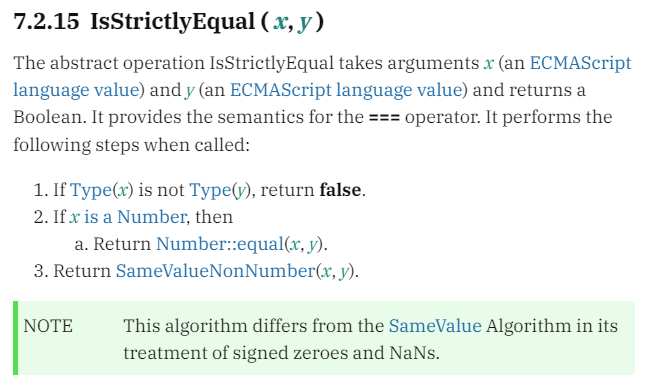 7.2.15 IsStrictlyEqual ( x, y )
The abstract operation IsStrictlyEqual takes arguments x (an ECMAScript
language value) and y (an ECMAScript language value) and returns a
Boolean. It provides the semantics for the === operator. It performs the
following steps when called:
1. If Type(x) is not Type(y), return false.
2. If x is a Number, then
a. Return Number::equal(x, y).
3. Return SameValueNonNumber(x, y).
NOTE This algorithm differs from the SameValue Algorithm in its
treatment of signed zeroes and NaNs.